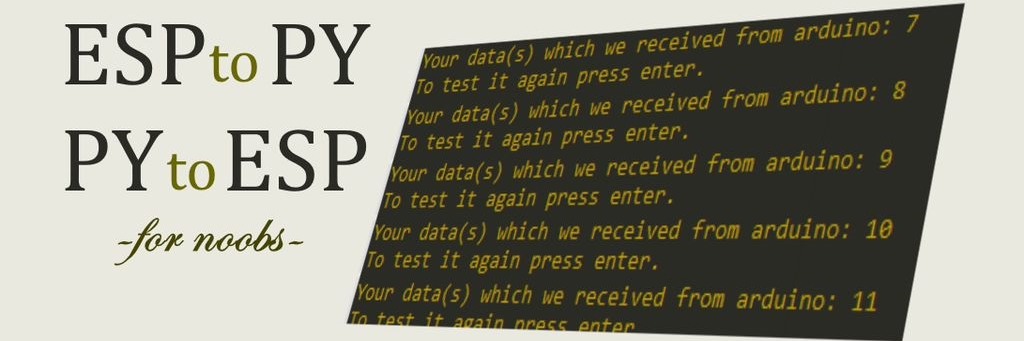 ESP to PY
PY to ESP
-for noobs-
Your data(s) which we received from arduino: 7
To test it again press enter.
Your data(s) which we received from arduino: 8
To test it again press enter.
Your data(s) which we received from arduino: 9
To test it again press enter.
Your data(s) which we received from arduino: 10
To test it again press enter.
Your data(s) which we received from arduino: 11
To test it again press enter